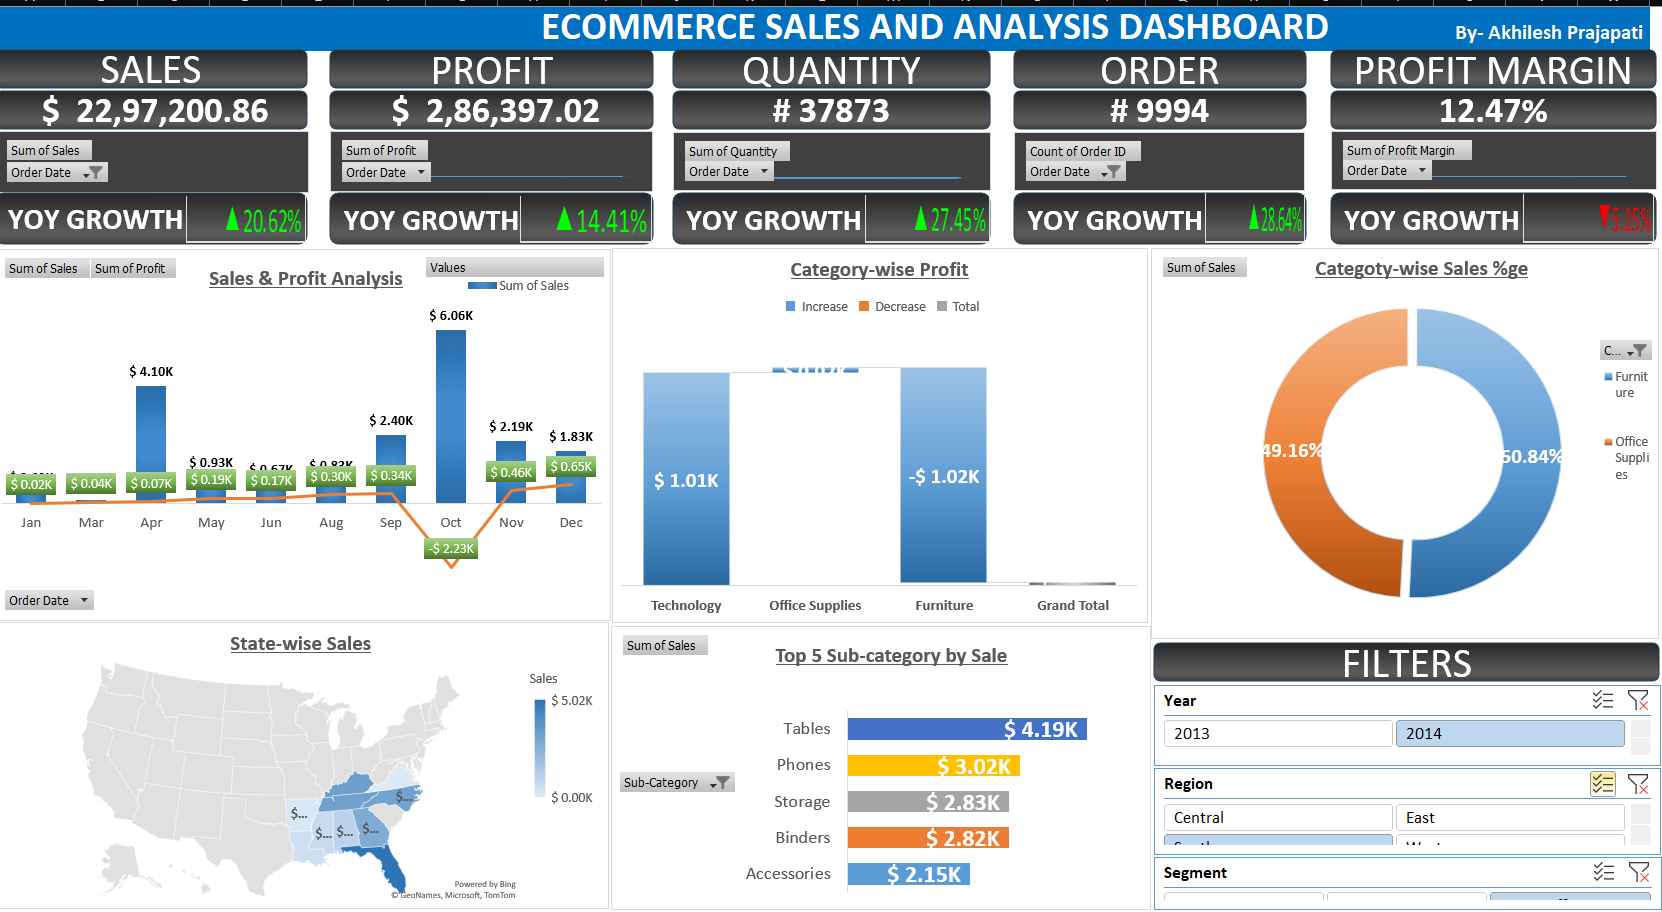 ECOMMERCE SALES AND ANALYSIS DASHBOARD
By- Akhilesh Prajapati
SALES
$ 22,97,200.86
Sum of Sales
Order Date
YOY GROWTH ▲20.62%
PROFIT
$ 2,86,397.02
Sum of Profit
Order Date
YOY GROWTH ▲14.41%
QUANTITY
# 37873
Sum of Quantity
Order Date
YOY GROWTH ▲27.45%
ORDER
# 9994
Count of Order ID
Order Date
YOY GROWTH ▲28.64%
PROFIT MARGIN
12.47%
Sum of Profit Margin
Order Date
YOY GROWTH ▼5.15%
Sum of Sales Sum of Profit
Sales & Profit Analysis
Values
Sum of Sales
$ 6.06K
$ 4.10K
$ 2.40K
$ 2.19K
$ 1.83K
$ 0.93K
$ 0.67K
$ 0.83K
$ 0.02K $ 0.04K $ 0.07K $ 0.19K $ 0.17K $ 0.30K $ 0.34K $ 0.46K $ 0.65K
-$ 2.23K
Jan Mar Apr May Jun Aug Sep Oct Nov Dec
Order Date
Category-wise Profit
Increase Decrease Total
$ 1.01K
-$ 1.02K
Technology Office Supplies Furniture Grand Total
Sum of Sales
Categoty-wise Sales %ge
49.16%
50.84%
C...
Furnit
ure
Office
Suppli
es
State-wise Sales
Sales
$ 5.02K
$ 0.00K
$...
$...
$...
$...
$...
Powered by Bing
© GeoNames, Microsoft, TomTom
Sum of Sales
Top 5 Sub-category by Sale
Sub-Category
Tables $ 4.19K
Phones $ 3.02K
Storage $ 2.83K
Binders $ 2.82K
Accessories $ 2.15K
FILTERS
Year
2013 2014
Region
Central East
Segment